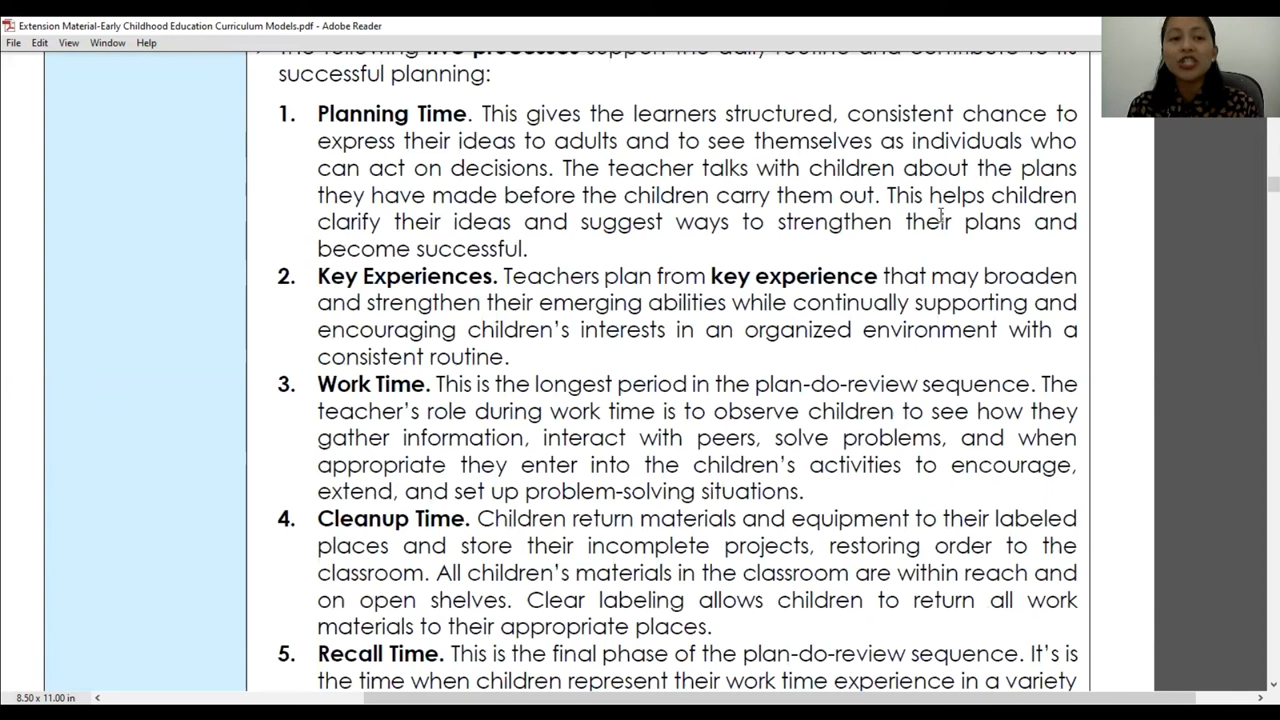 Extension Material-Early Childhood Education Curriculum Models.pdf - Adobe Reader
File Edit View Window Help
The following five processes support the daily routine and contribute to its
successful planning:
1. Planning Time. This gives the learners structured, consistent chance to
express their ideas to adults and to see themselves as individuals who
can act on decisions. The teacher talks with children about the plans
they have made before the children carry them out. This helps children
clarify their ideas and suggest ways to strengthen their plans and
become successful.
2. Key Experiences. Teachers plan from key experience that may broaden
and strengthen their emerging abilities while continually supporting and
encouraging children's interests in an organized environment with a
consistent routine.
3. Work Time. This is the longest period in the plan-do-review sequence. The
teacher's role during work time is to observe children to see how they
gather information, interact with peers, solve problems, and when
appropriate they enter into the children's activities to encourage,
extend, and set up problem-solving situations.
4. Cleanup Time. Children return materials and equipment to their labeled
places and store their incomplete projects, restoring order to the
classroom. All children's materials in the classroom are within reach and
on open shelves. Clear labeling allows children to return all work
materials to their appropriate places.
5. Recall Time. This is the final phase of the plan-do-review sequence. It's is
the time when children represent their work time experience in a variety
8.50 x 11.00 in